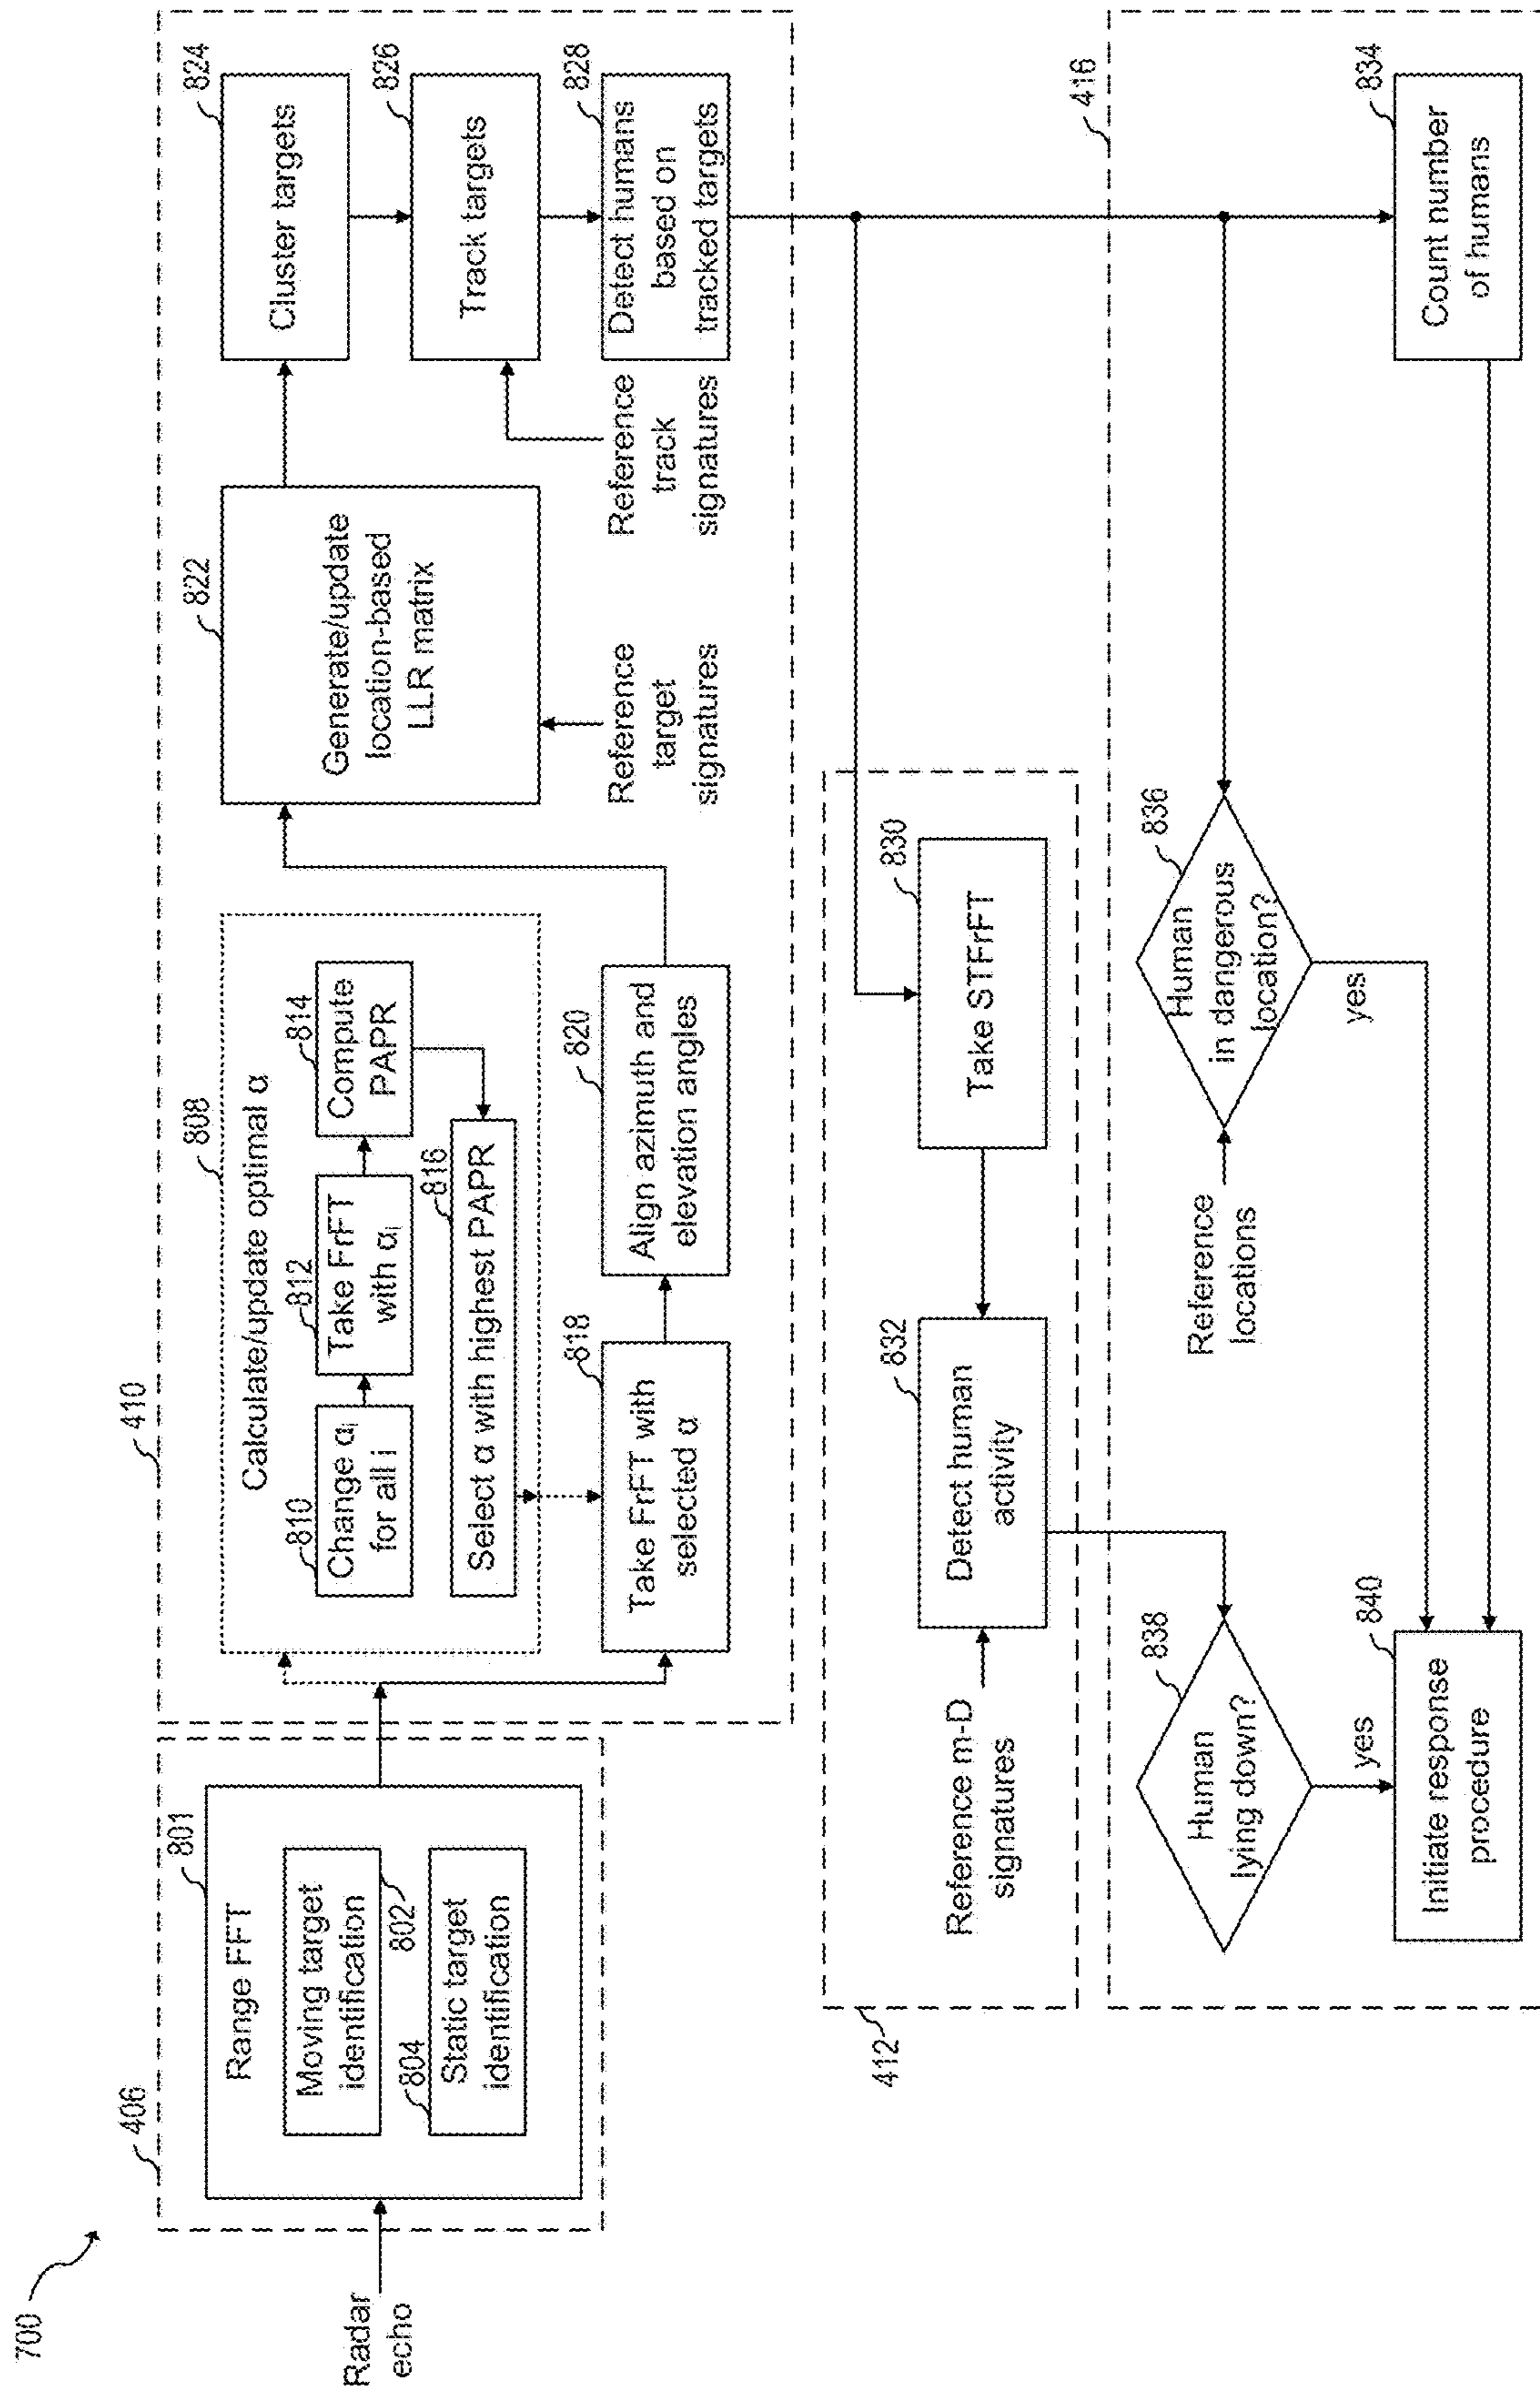 700
Radar
echo
406
801
Range FFT
Moving target
identification
802
804
Static target
identification
410
808
Calculate/update optimal α
810
Change αi
for all i
812
Take FrFT
with αi
814
Compute
PAPR
816
Select α with highest PAPR
818
Take FrFT with
selected α
820
Align azimuth and
elevation angles
822
Generate/update
location-based
LLR matrix
Reference
target
signatures
824
Cluster targets
826
Track targets
Reference
track
signatures
828
Detect humans
based on
tracked targets
412
830
Take STFrFT
832
Detect human
activity
Reference m-D
signatures
416
834
Count number
of humans
836
Human
in dangerous
location?
yes
Reference
locations
838
Human
lying down?
yes
840
Initiate response
procedure